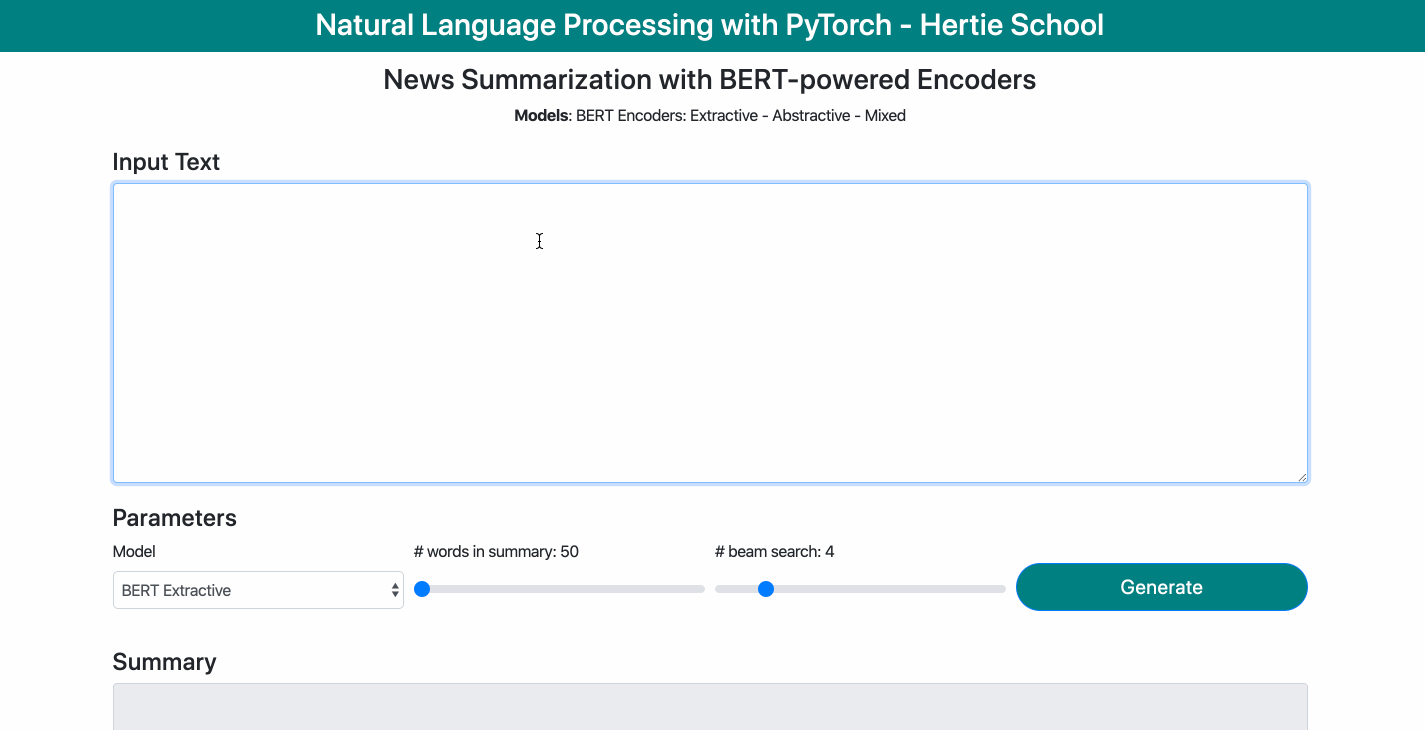 Natural Language Processing with PyTorch - Hertie School
News Summarization with BERT-powered Encoders
Models: BERT Encoders: Extractive - Abstractive - Mixed
Input Text
Parameters
Model
# words in summary: 50
# beam search: 4
BERT Extractive
Generate
Summary